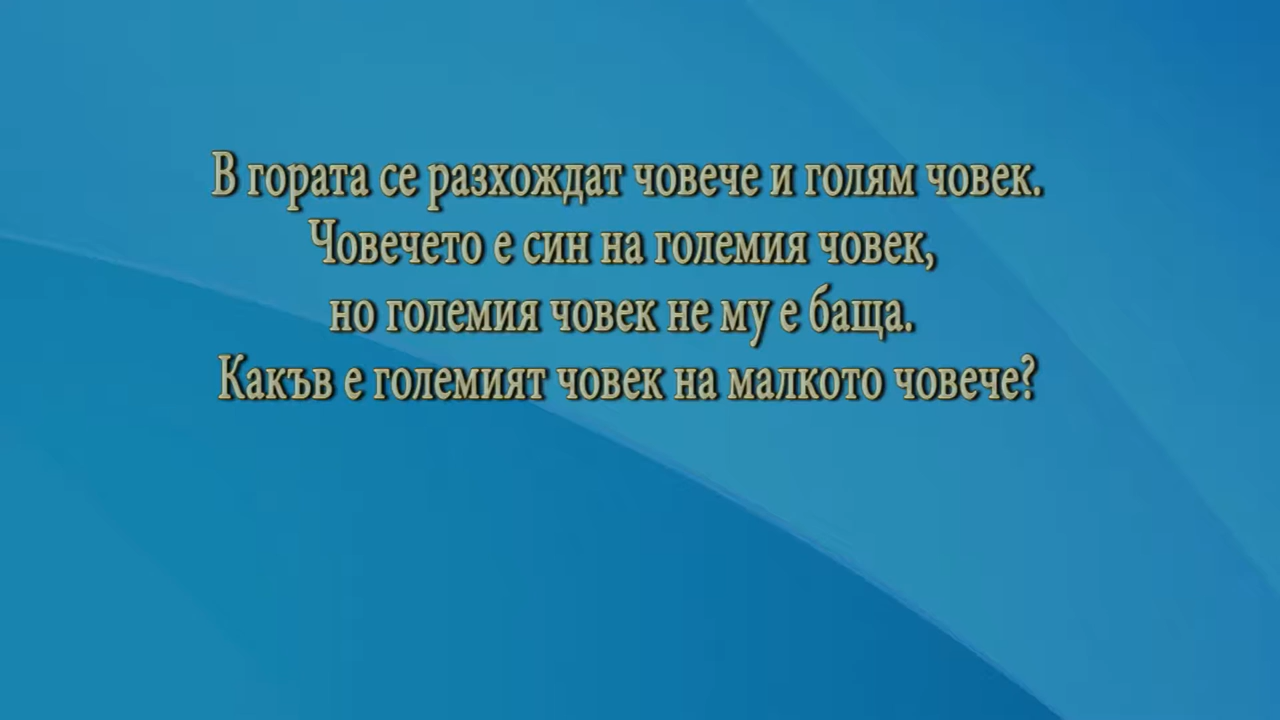 В гората се разхождат човече и голям човек.
Човечето е син на големия човек,
но големия човек не му е баща.
Какъв е големият човек на малкото човече?